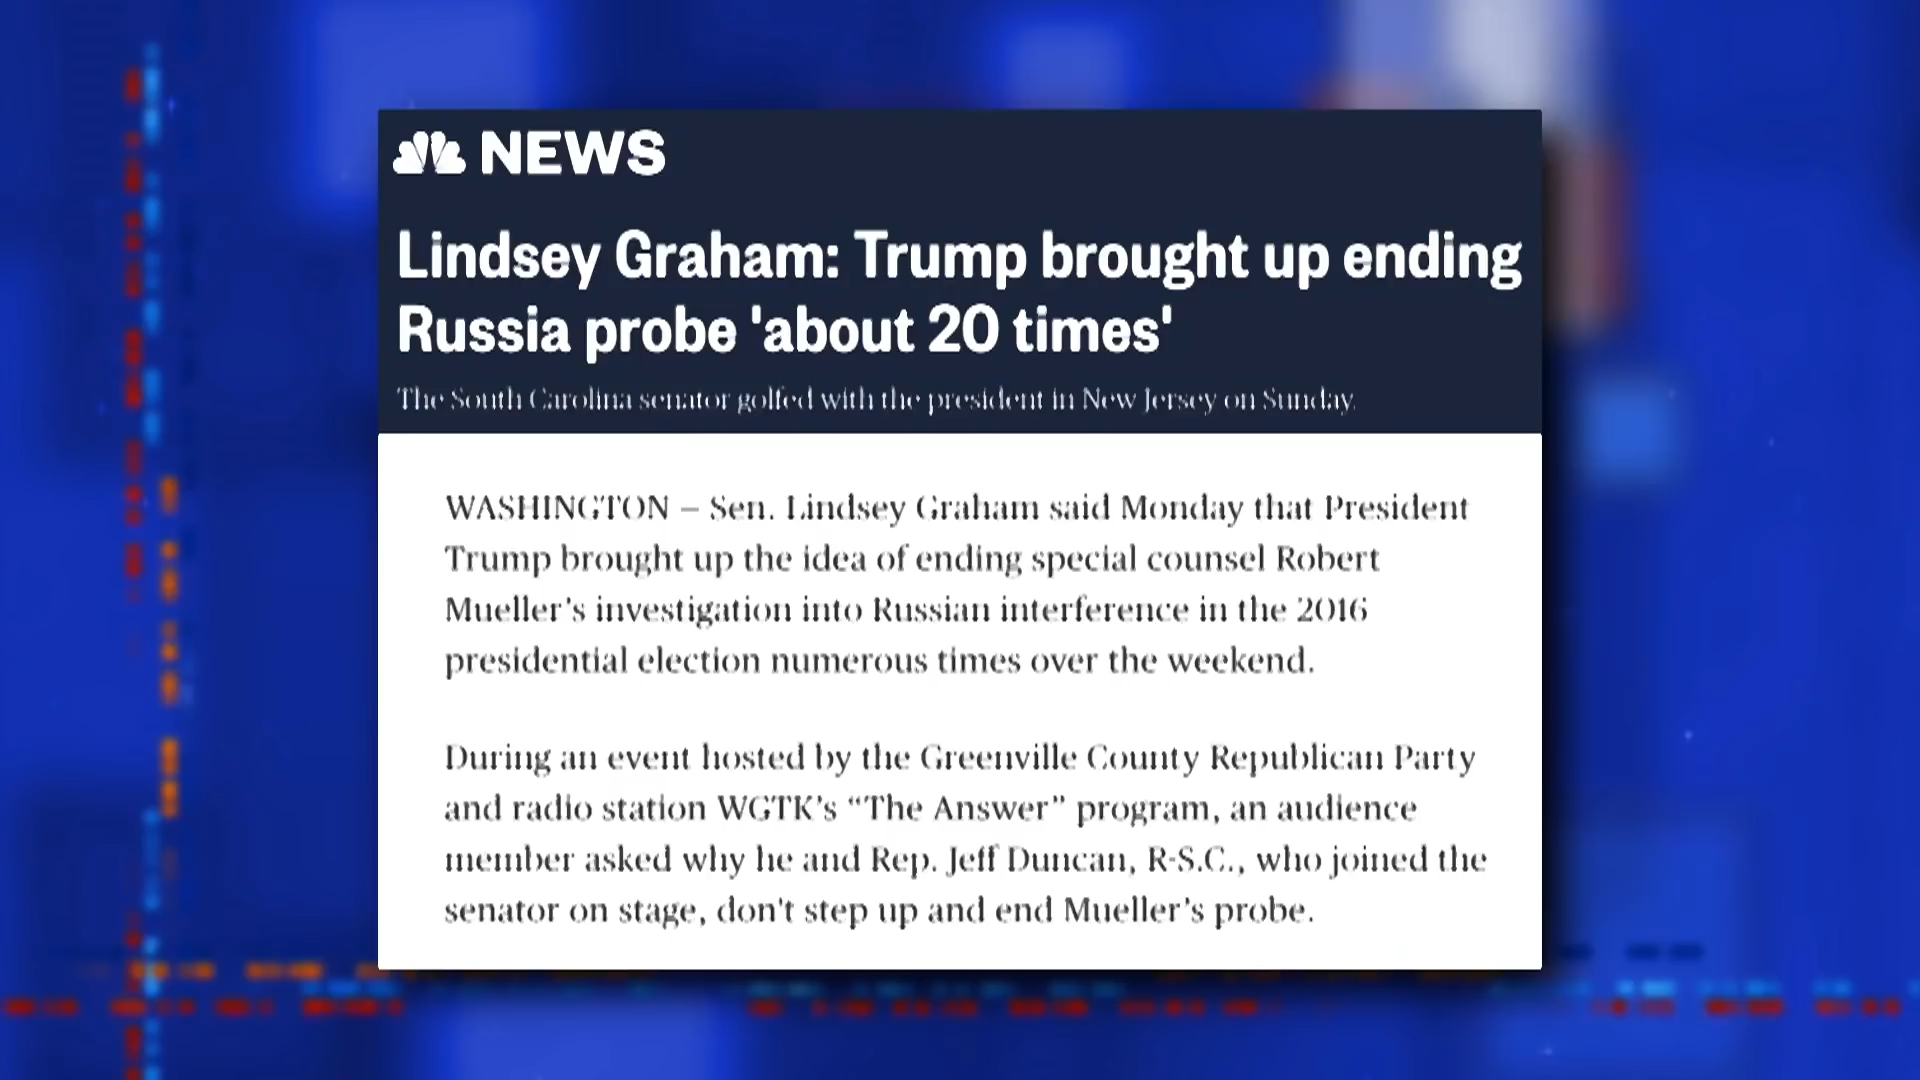 NEWS
Lindsey Graham: Trump brought up ending
Russia probe 'about 20 times'
The South Carolina senator golfed with the president in New Jersey on Sunday.
WASHINGTON – Sen. Lindsey Graham said Monday that President
Trump brought up the idea of ending special counsel Robert
Mueller’s investigation into Russian interference in the 2016
presidential election numerous times over the weekend.
During an event hosted by the Greenville County Republican Party
and radio station WGTK’s “The Answer” program, an audience
member asked why he and Rep. Jeff Duncan, R-S.C., who joined the
senator on stage, don't step up and end Mueller’s probe.